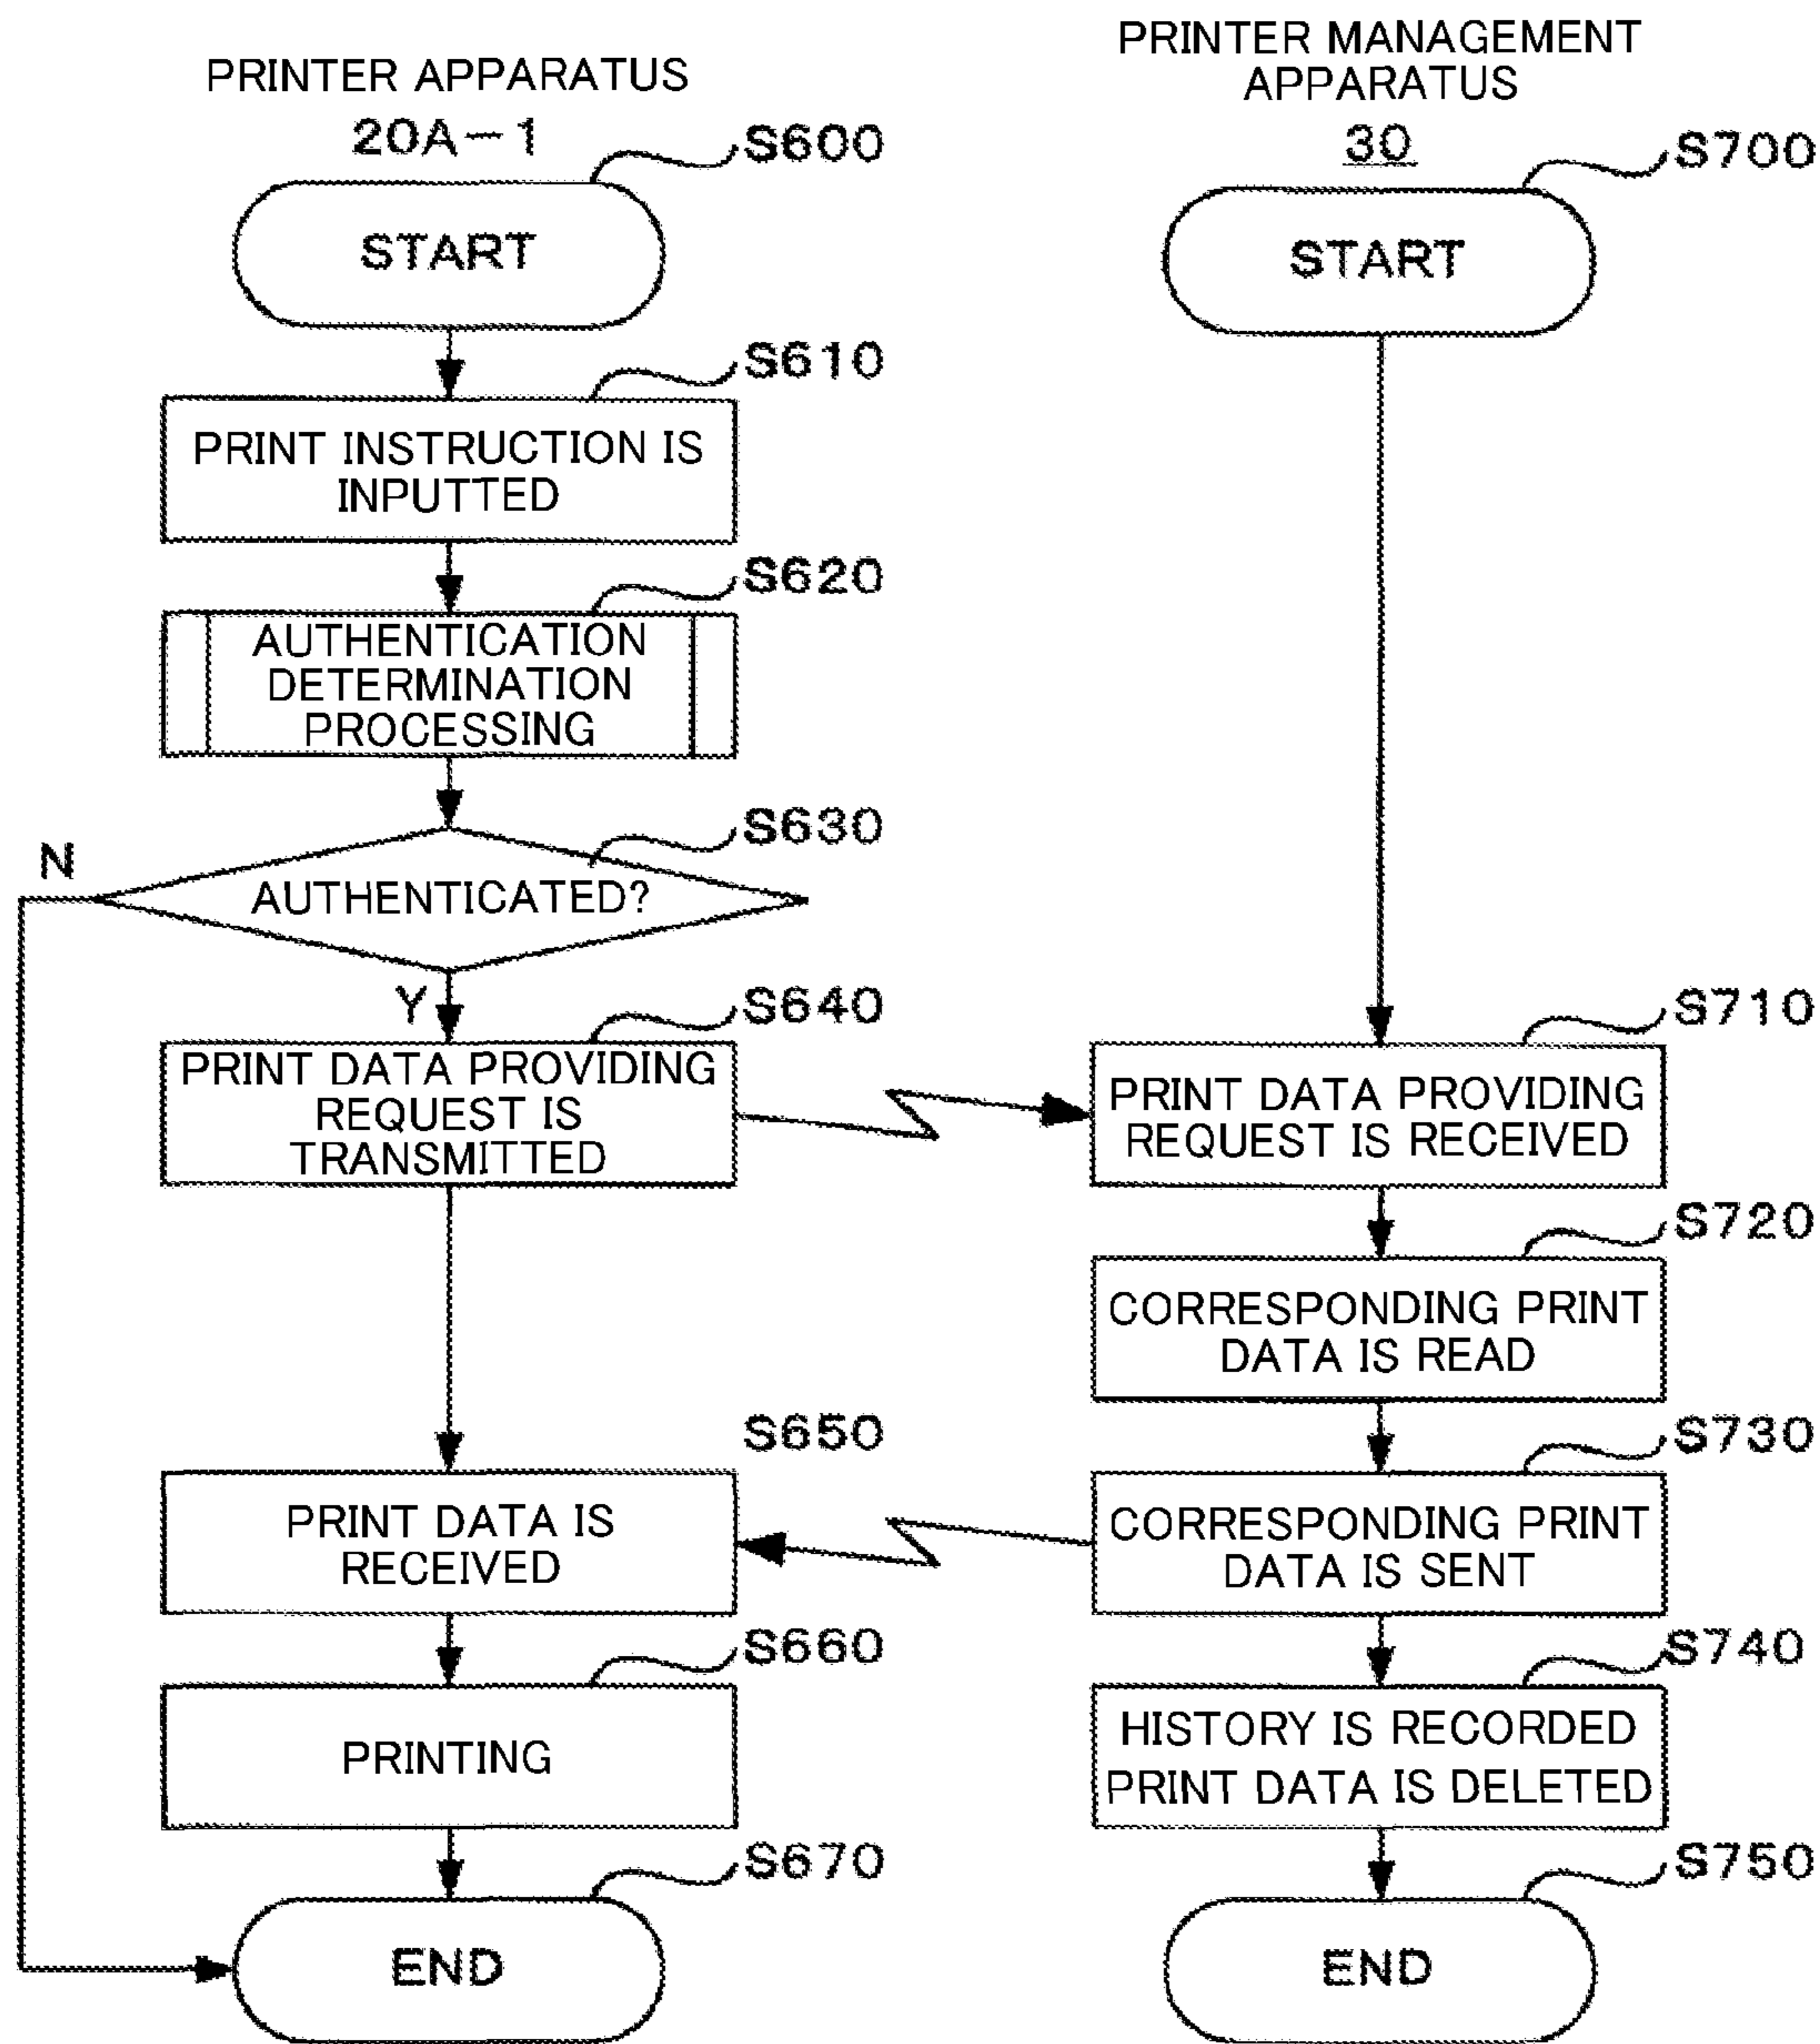 PRINTER APPARATUS
20A-1
S600
START
S610
PRINT INSTRUCTION IS
INPUTTED
S620
AUTHENTICATION
DETERMINATION
PROCESSING
S630
N
AUTHENTICATED?
Y
S640
PRINT DATA PROVIDING
REQUEST IS
TRANSMITTED
S650
PRINT DATA IS
RECEIVED
S660
PRINTING
S670
END
PRINTER MANAGEMENT
APPARATUS
30
S700
START
S710
PRINT DATA PROVIDING
REQUEST IS RECEIVED
S720
CORRESPONDING PRINT
DATA IS READ
S730
CORRESPONDING PRINT
DATA IS SENT
S740
HISTORY IS RECORDED
PRINT DATA IS DELETED
S750
END